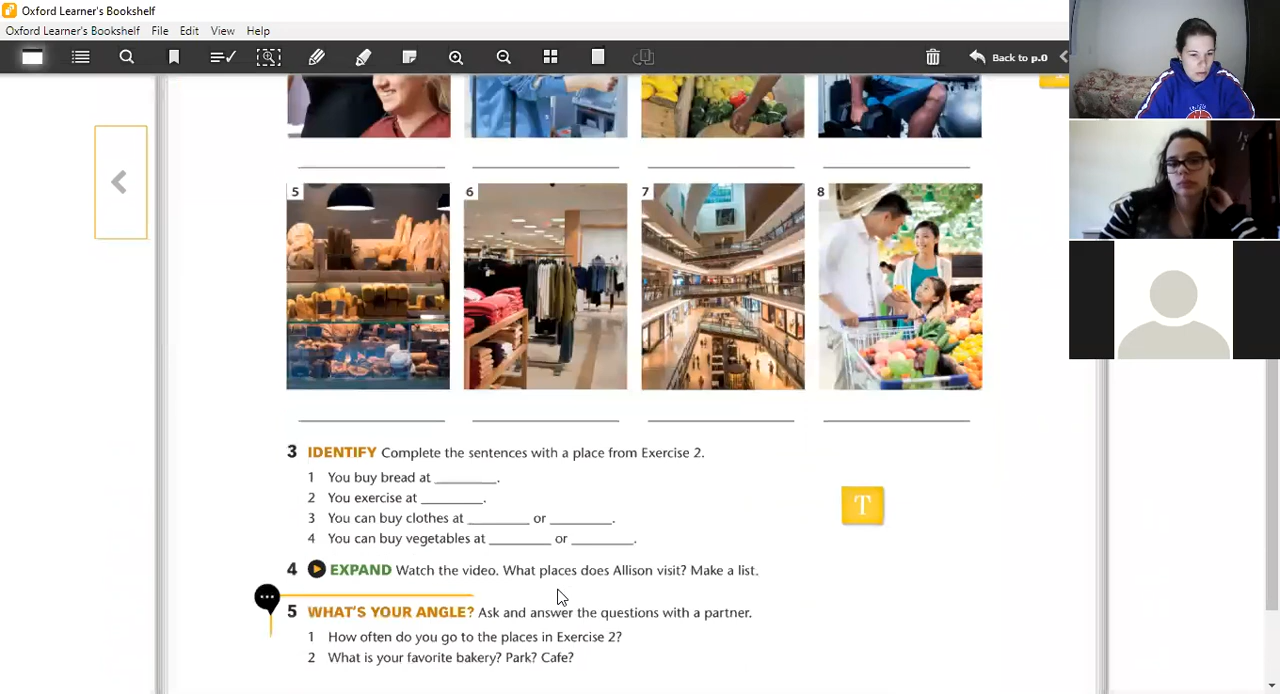 Oxford Learner's Bookshelf
Oxford Learner's Bookshelf File Edit View Help
Back to p.0
5 6 7 8
3 IDENTIFY Complete the sentences with a place from Exercise 2.
1 You buy bread at ________.
2 You exercise at ________.
3 You can buy clothes at ________ or ________.
4 You can buy vegetables at ________ or ________.
T
4 EXPAND Watch the video. What places does Allison visit? Make a list.
5 WHAT'S YOUR ANGLE? Ask and answer the questions with a partner.
1 How often do you go to the places in Exercise 2?
2 What is your favorite bakery? Park? Cafe?